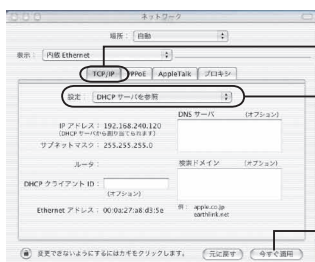 ネットワーク
場所： 自動
表示： 内蔵 Ethernet
TCP/IP PPPoE AppleTalk プロキシ
設定： DHCP サーバを参照
DNS サーバ (オプション)
IP アドレス： 192.168.240.120
(DHCP サーバから割り当てられます)
サブネットマスク： 255.255.255.0
ルータ：
検索ドメイン (オプション)
DHCP クライアント ID：
(オプション)
Ethernet アドレス： 00:0a:27:a8:d3:5e
例： apple.co.jp
earthlink.net
変更できないようにするにはカギをクリックします。 元に戻す 今すぐ適用